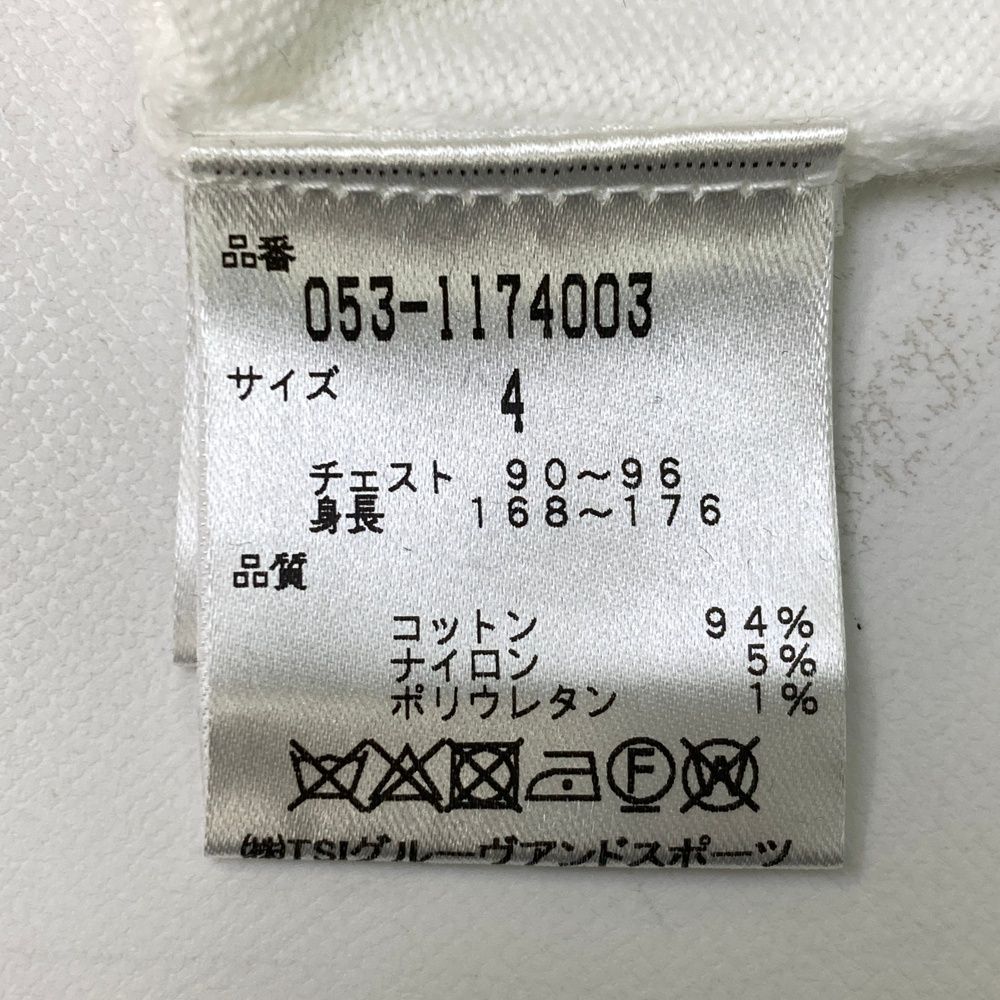 品番
053-1174003
サイズ 4
チェスト 90～96
身長 168～176
品質
コットン 94%
ナイロン 5%
ポリウレタン 1%
F W
㈱TSIグルーヴアンドスポーツ